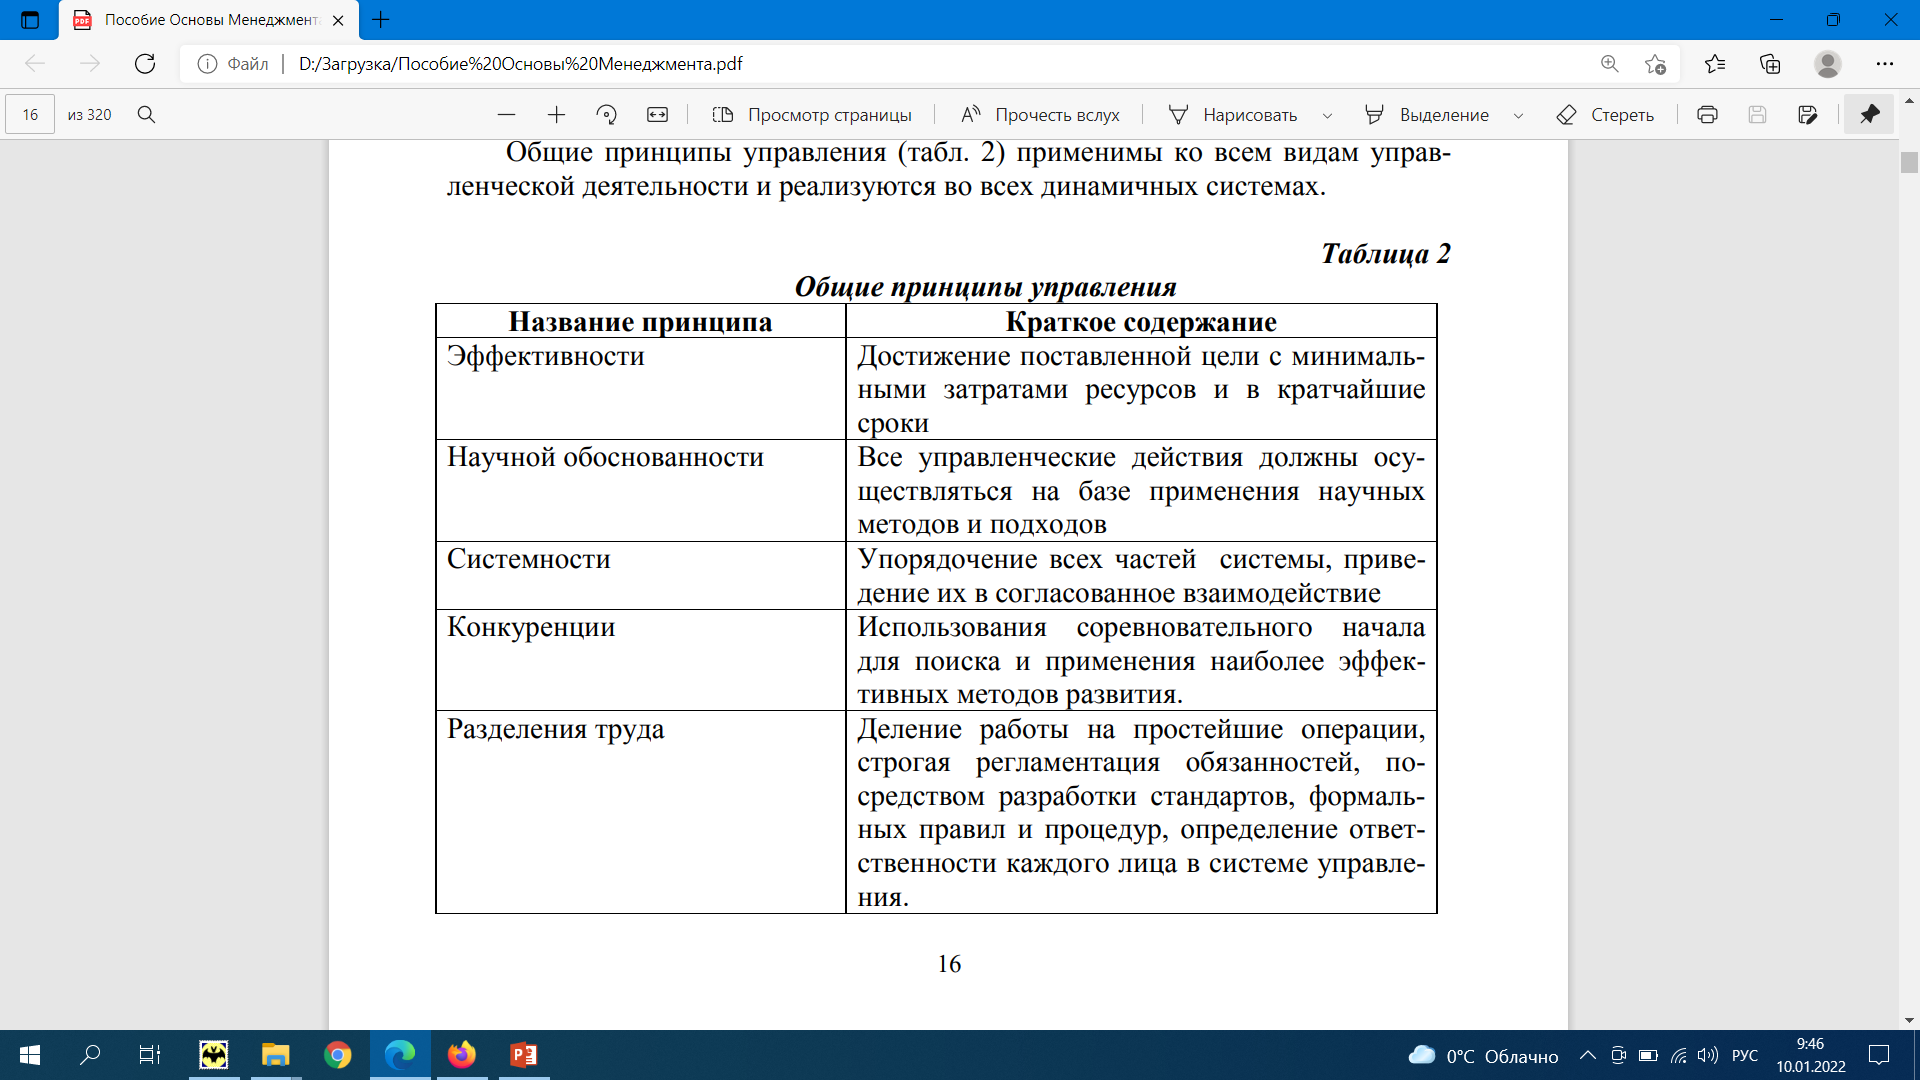 Пособие Основы Менеджмента
Файл
D:/Загрузка/Пособие%20Основы%20Менеджмента.pdf
16 из 320
Просмотр страницы
Прочесть вслух
Нарисовать
Выделение
Стереть
Общие принципы управления (табл. 2) применимы ко всем видам управ-
ленческой деятельности и реализуются во всех динамичных системах.
Таблица 2
Общие принципы управления
Название принципа
Краткое содержание
Эффективности
Достижение поставленной цели с минималь-
ными затратами ресурсов и в кратчайшие
сроки
Научной обоснованности
Все управленческие действия должны осу-
ществляться на базе применения научных
методов и подходов
Системности
Упорядочение всех частей системы, приве-
дение их в согласованное взаимодействие
Конкуренции
Использования соревновательного начала
для поиска и применения наиболее эффек-
тивных методов развития.
Разделения труда
Деление работы на простейшие операции,
строгая регламентация обязанностей, по-
средством разработки стандартов, формаль-
ных правил и процедур, определение ответ-
ственности каждого лица в системе управле-
ния.
16
0°C Облачно
РУС
9:46
10.01.2022